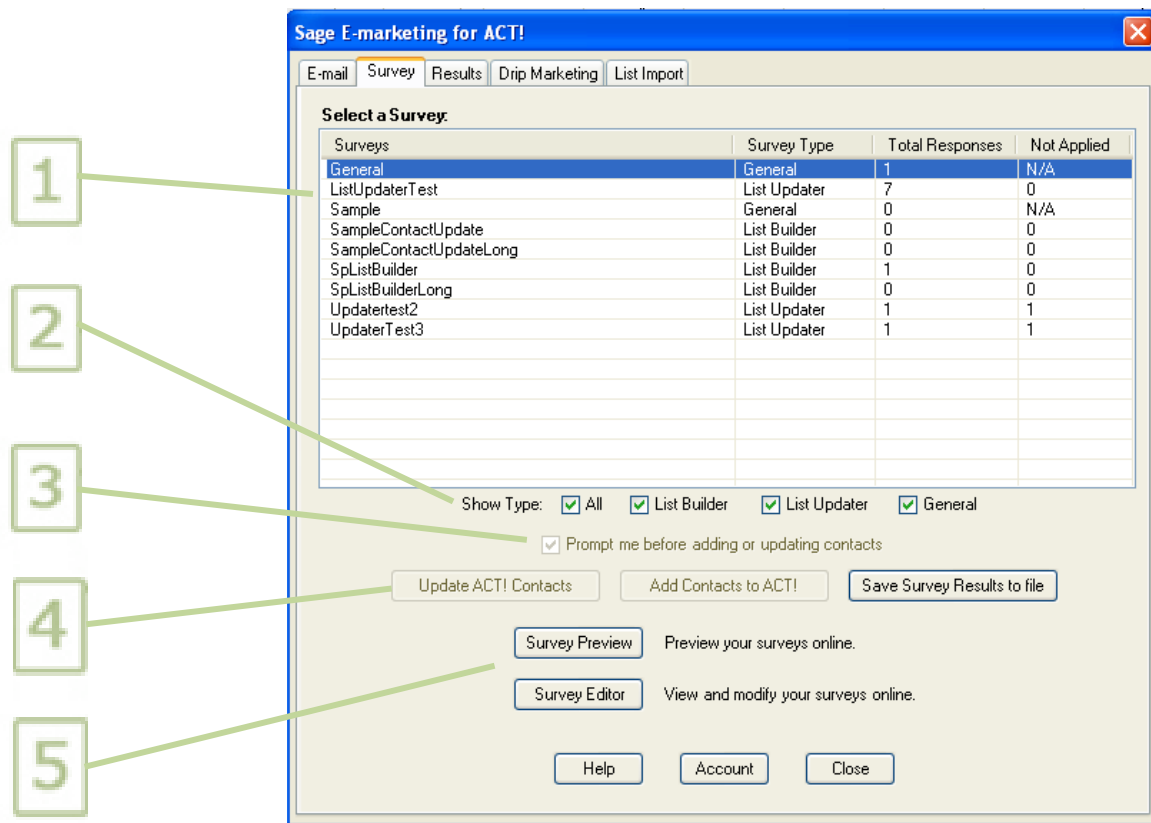 Sage E-marketing for ACT!
E-mail Survey Results Drip Marketing List Import
Select a Survey:
Surveys Survey Type Total Responses Not Applied
General General 1 N/A
1
ListUpdaterTest List Updater 7 0
Sample General 0 N/A
SampleContactUpdate List Builder 0 0
SampleContactUpdateLong List Builder 0 0
SpListBuilder List Builder 1 0
SpListBuilderLong List Builder 0 0
2
Updatertest2 List Updater 1 1
UpdaterTest3 List Updater 1 1
3
Show Type: All List Builder List Updater General
Prompt me before adding or updating contacts
4
Update ACT! Contacts Add Contacts to ACT! Save Survey Results to file
Survey Preview Preview your surveys online.
Survey Editor View and modify your surveys online.
5
Help Account Close